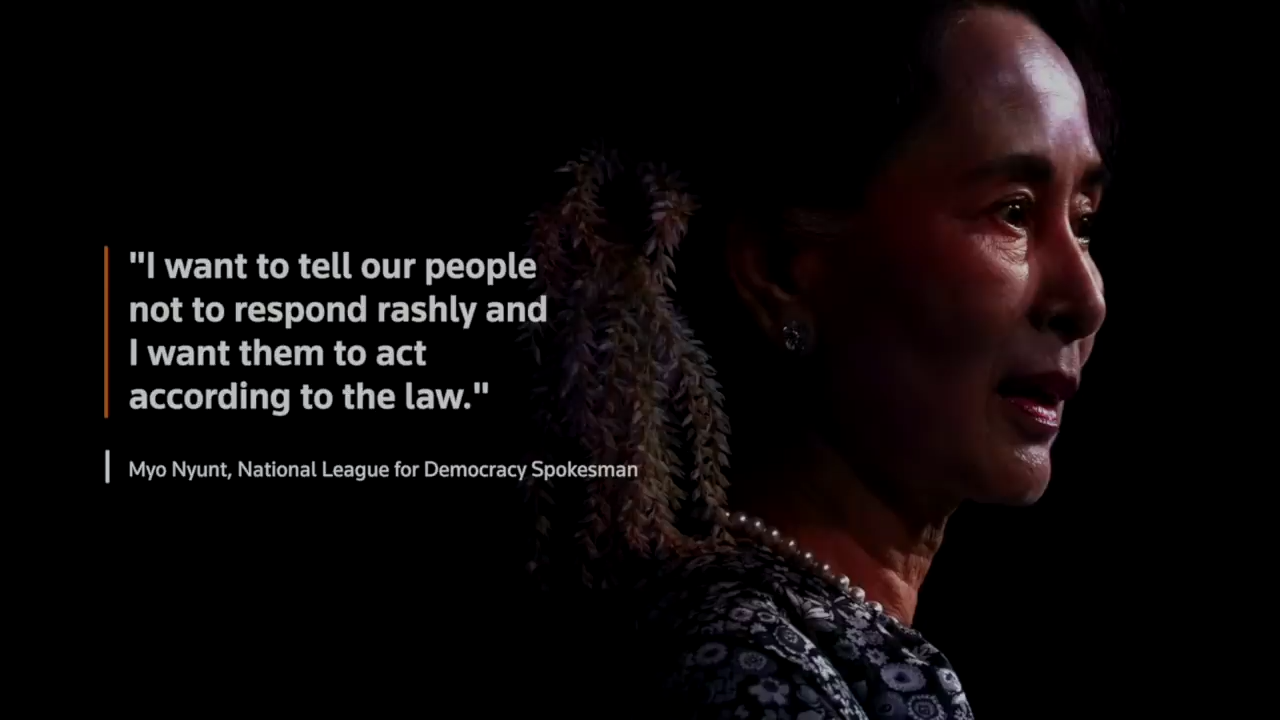 "I want to tell our people
not to respond rashly and
I want them to act
according to the law."
Myo Nyunt, National League for Democracy Spokesman